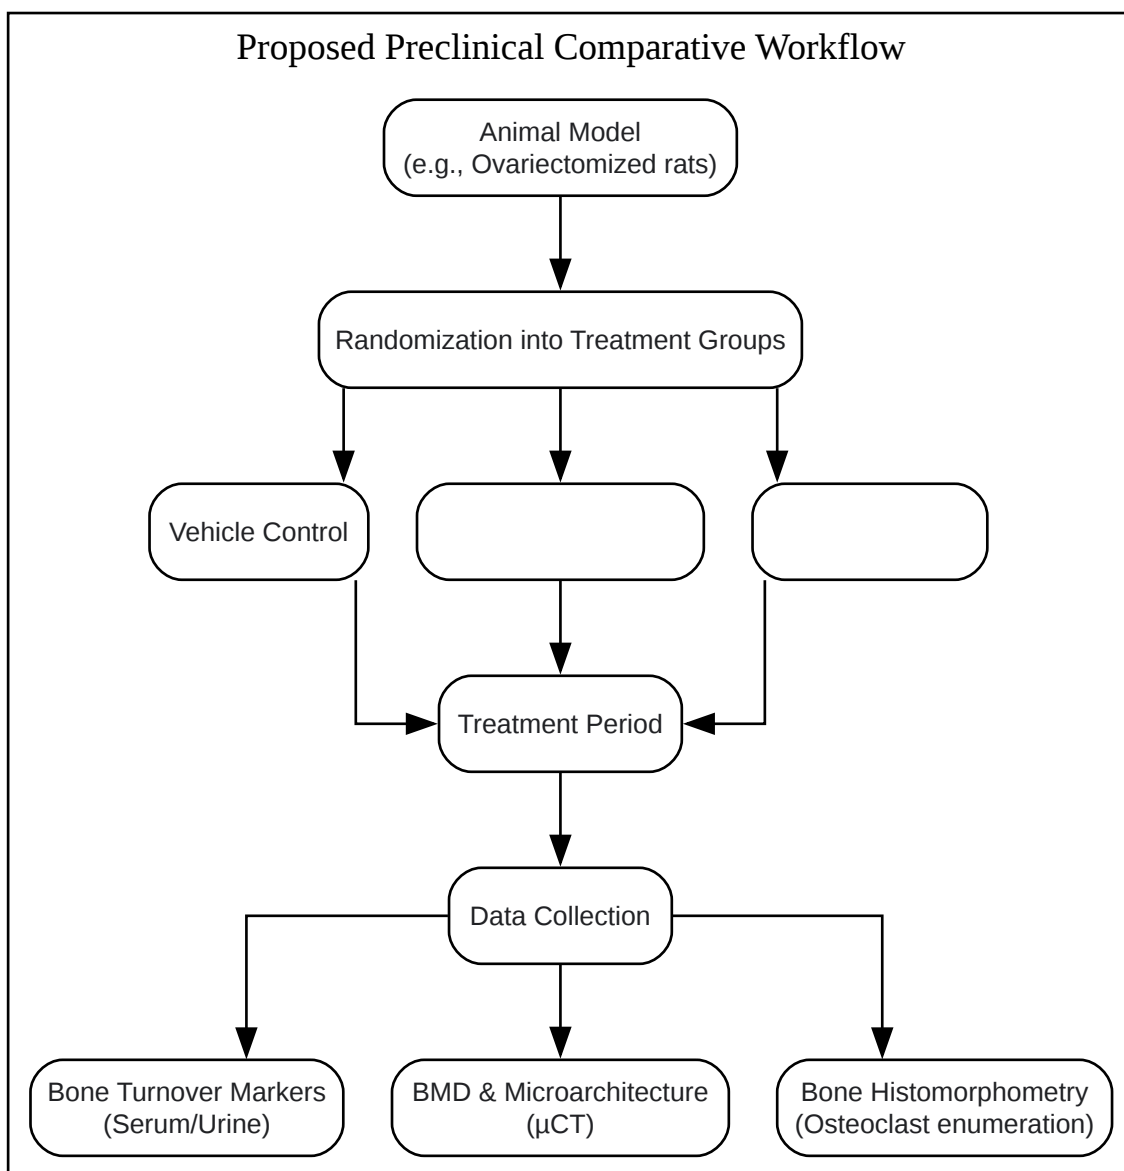 Proposed Preclinical Comparative Workflow
Animal Model
(e.g., Ovariectomized rats)
Randomization into Treatment Groups
Vehicle Control
Treatment Period
Data Collection
Bone Turnover Markers
(Serum/Urine)
BMD & Microarchitecture
(µCT)
Bone Histomorphometry
(Osteoclast enumeration)